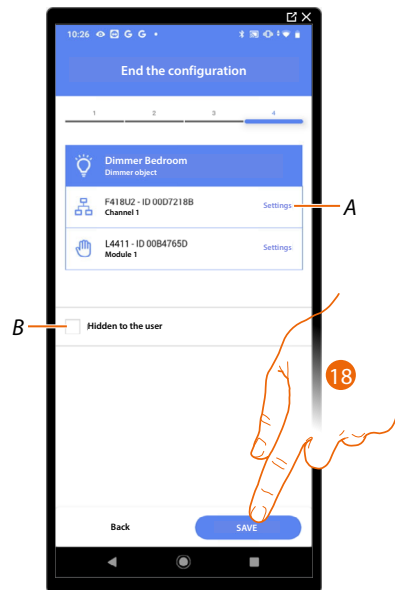 10:26 G G
End the configuration
1 2 3 4
Dimmer Bedroom
Dimmer object
F418U2 - ID 00D7218B
Channel 1
Settings
A
L4411 - ID 00B4765D
Module 1
Settings
B
Hidden to the user
18
Back
SAVE